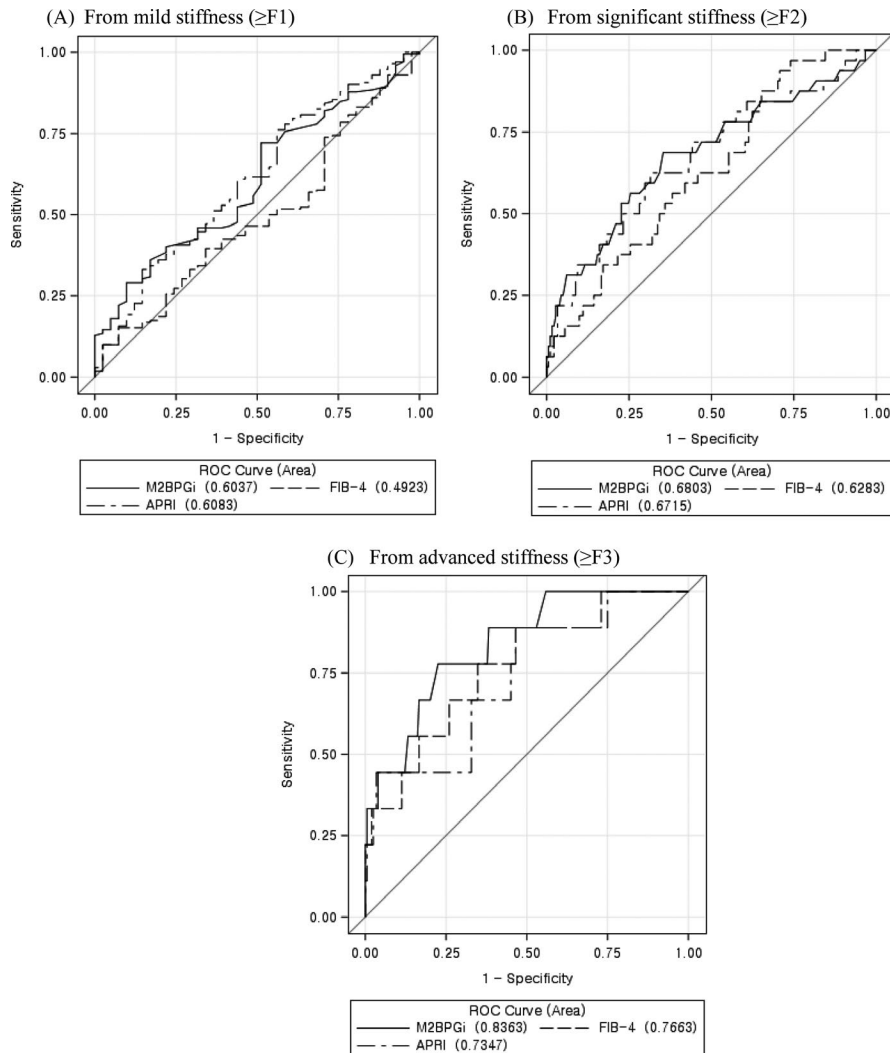 (A) From mild stiffness (≥F1)
1.00
0.75
0.50
0.25
0.00
Sensitivity
0.00 0.25 0.50 0.75 1.00
1 - Specificity
ROC Curve (Area)
M2BPGi (0.6037) FIB-4 (0.4923)
APRI (0.6083)
(B) From significant stiffness (≥F2)
1.00
0.75
0.50
0.25
0.00
Sensitivity
0.00 0.25 0.50 0.75 1.00
1 - Specificity
ROC Curve (Area)
M2BPGi (0.6803) FIB-4 (0.6283)
APRI (0.6715)
(C) From advanced stiffness (≥F3)
1.00
0.75
0.50
0.25
0.00
Sensitivity
0.00 0.25 0.50 0.75 1.00
1 - Specificity
ROC Curve (Area)
M2BPGi (0.8363) FIB-4 (0.7663)
APRI (0.7347)